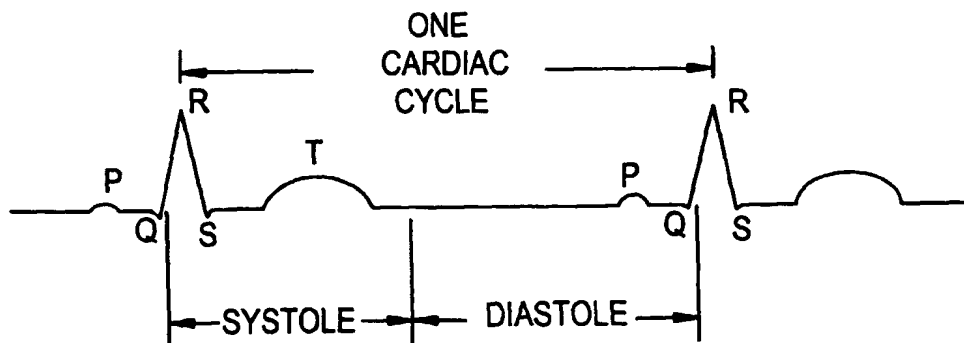 ONE
CARDIAC
CYCLE
R
R
P
T
P
Q
S
Q
S
SYSTOLE
DIASTOLE